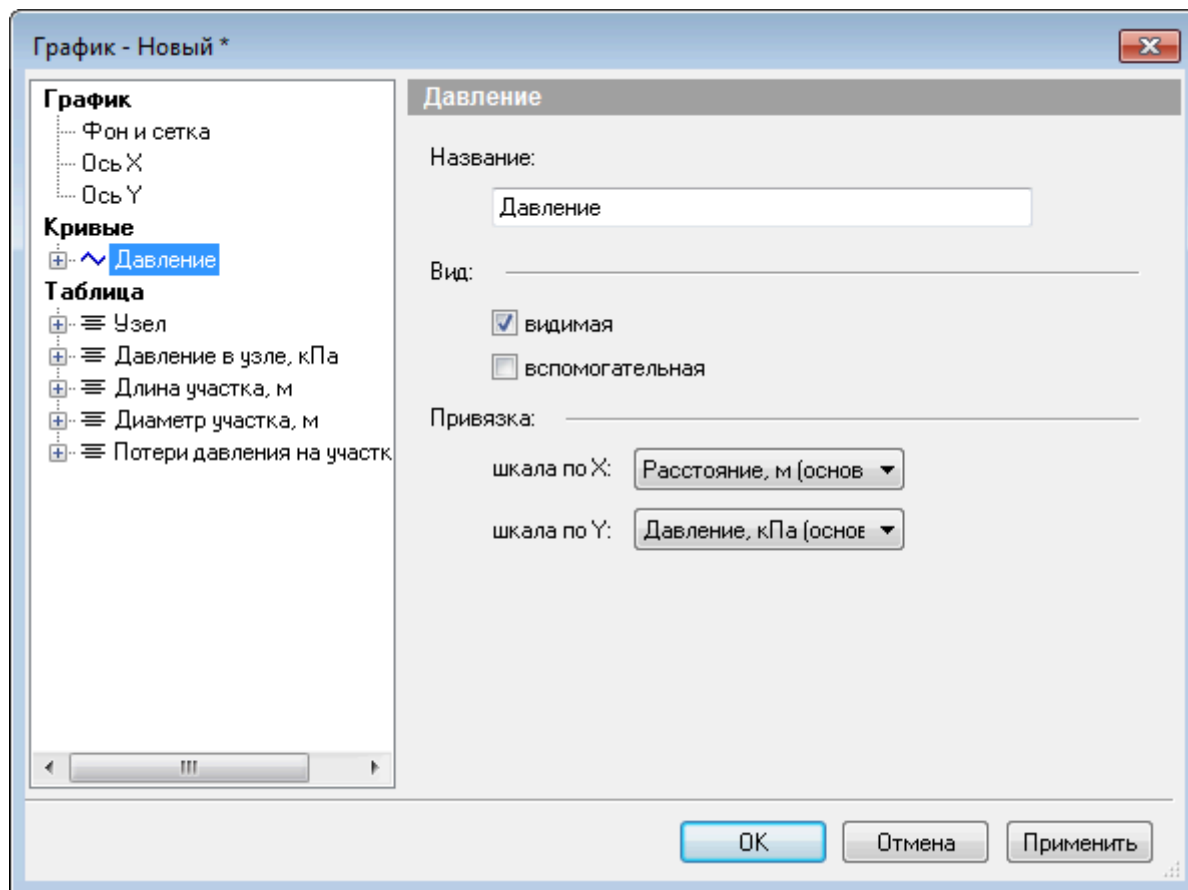 График - Новый *
График
Фон и сетка
Ось X
Ось Y
Кривые
Давление
Таблица
Узел
Давление в узле, кПа
Длина участка, м
Диаметр участка, м
Потери давления на участк
Давление
Название:
Давление
Вид:
видимая
вспомогательная
Привязка:
шкала по X: Расстояние, м (основ
шкала по Y: Давление, кПа (осное
OK Отмена Применить